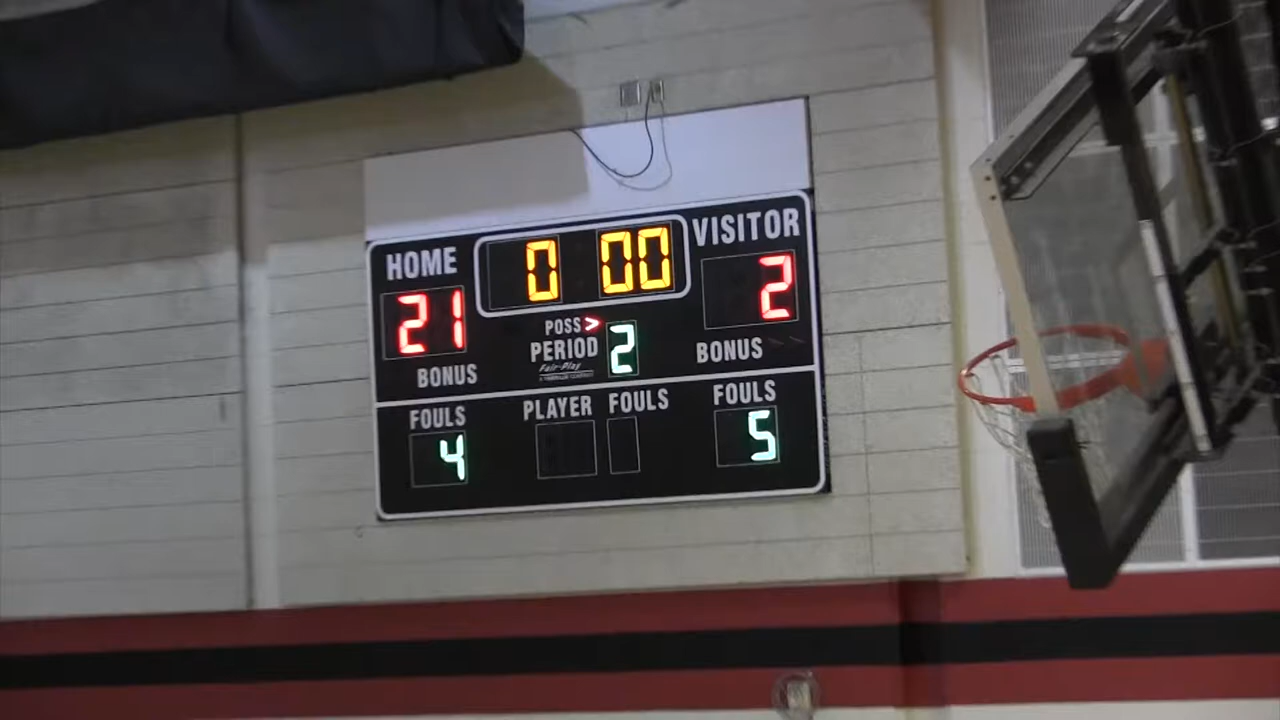 HOME 0 00 VISITOR
21 2
POSS >
PERIOD 2
Fair-Play
BONUS BONUS
FOULS PLAYER FOULS FOULS
4 5